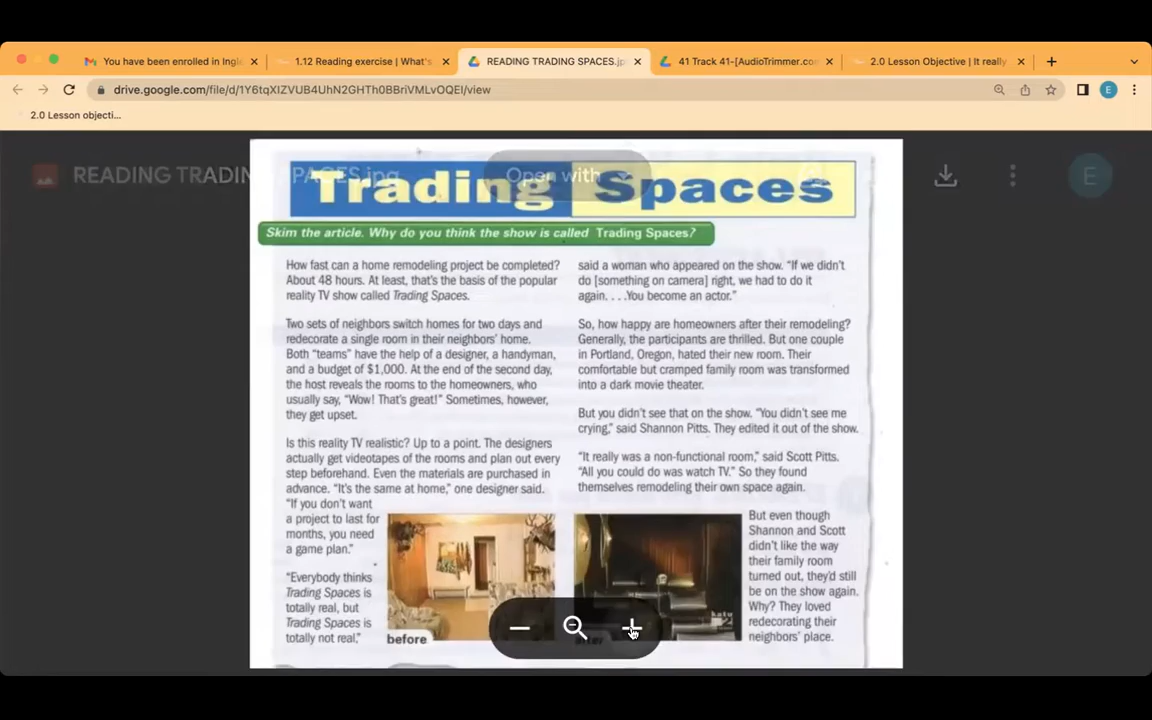 You have been enrolled in Ingl
1.12 Reading exercise | What's
READING TRADING SPACES.jp
41 Track 41-[AudioTrimmer.co
2.0 Lesson Objective | It really
drive.google.com/file/d/1Y6tqXIZVUB4UhN2GHTh0BBriVMLvOQEI/view
E
2.0 Lesson objecti...
READING TRADING SPACES.jpg
Open with
E
Trading Spaces
Skim the article. Why do you think the show is called Trading Spaces?
How fast can a home remodeling project be completed?
About 48 hours. At least, that's the basis of the popular
reality TV show called Trading Spaces.
Two sets of neighbors switch homes for two days and
redecorate a single room in their neighbors' home.
Both "teams" have the help of a designer, a handyman,
and a budget of $1,000. At the end of the second day,
the host reveals the rooms to the homeowners, who
usually say, "Wow! That's great!" Sometimes, however,
they get upset.
Is this reality TV realistic? Up to a point. The designers
actually get videotapes of the rooms and plan out every
step beforehand. Even the materials are purchased in
advance. "It's the same at home," one designer said.
"If you don't want
a project to last for
months, you need
a game plan."
"Everybody thinks
Trading Spaces is
totally real, but
Trading Spaces is
totally not real,"
before
said a woman who appeared on the show. "If we didn't
do [something on camera] right, we had to do it
again. . . .You become an actor."
So, how happy are homeowners after their remodeling?
Generally, the participants are thrilled. But one couple
in Portland, Oregon, hated their new room. Their
comfortable but cramped family room was transformed
into a dark movie theater.
But you didn't see that on the show. "You didn't see me
crying," said Shannon Pitts. They edited it out of the show.
"It really was a non-functional room," said Scott Pitts.
"All you could do was watch TV." So they found
themselves remodeling their own space again.
after
katu
2
But even though
Shannon and Scott
didn't like the way
their family room
turned out, they'd still
be on the show again.
Why? They loved
redecorating their
neighbors' place.